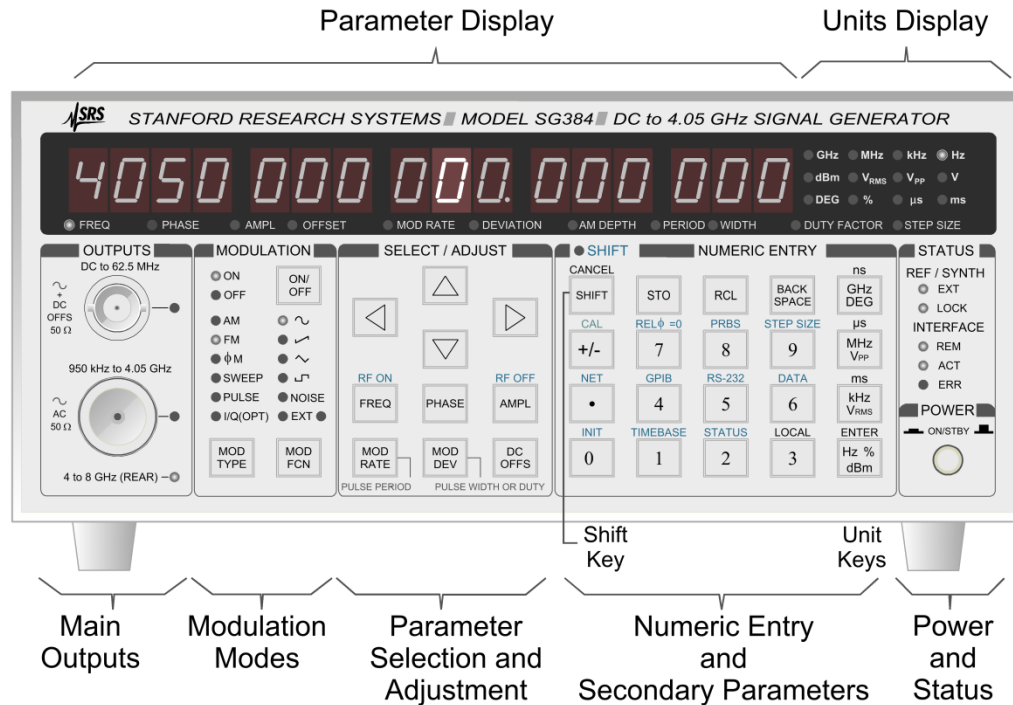 Parameter Display
Units Display
SRS STANFORD RESEARCH SYSTEMS MODEL SG384 DC to 4.05 GHz SIGNAL GENERATOR
4050 000 000. 000 000
GHz MHz kHz Hz
dBm VRMS VPP V
DEG % µs ms
FREQ PHASE AMPL OFFSET MOD RATE DEVIATION AM DEPTH PERIOD WIDTH DUTY FACTOR STEP SIZE
OUTPUTS
DC to 62.5 MHz
+
DC
OFFS
50 Ω
950 kHz to 4.05 GHz
AC
50 Ω
4 to 8 GHz (REAR)
MODULATION
ON
OFF
ON/
OFF
AM
FM
ϕM
SWEEP
PULSE NOISE
I/Q(OPT) EXT
MOD
TYPE
MOD
FCN
SELECT / ADJUST
RF ON RF OFF
FREQ PHASE AMPL
MOD
RATE
MOD
DEV
DC
OFFS
PULSE PERIOD PULSE WIDTH OR DUTY
SHIFT NUMERIC ENTRY
CANCEL ns
SHIFT STO RCL BACK
SPACE
GHz
DEG
CAL RELϕ =0 PRBS STEP SIZE µs
+/- 7 8 9 MHz
VPP
NET GPIB RS-232 DATA ms
• 4 5 6 kHz
VRMS
INIT TIMEBASE STATUS LOCAL ENTER
0 1 2 3 Hz %
dBm
STATUS
REF / SYNTH
EXT
LOCK
INTERFACE
REM
ACT
ERR
POWER
ON/STBY
Shift
Key
Unit
Keys
Main
Outputs
Modulation
Modes
Parameter
Selection and
Adjustment
Numeric Entry
and
Secondary Parameters
Power
and
Status